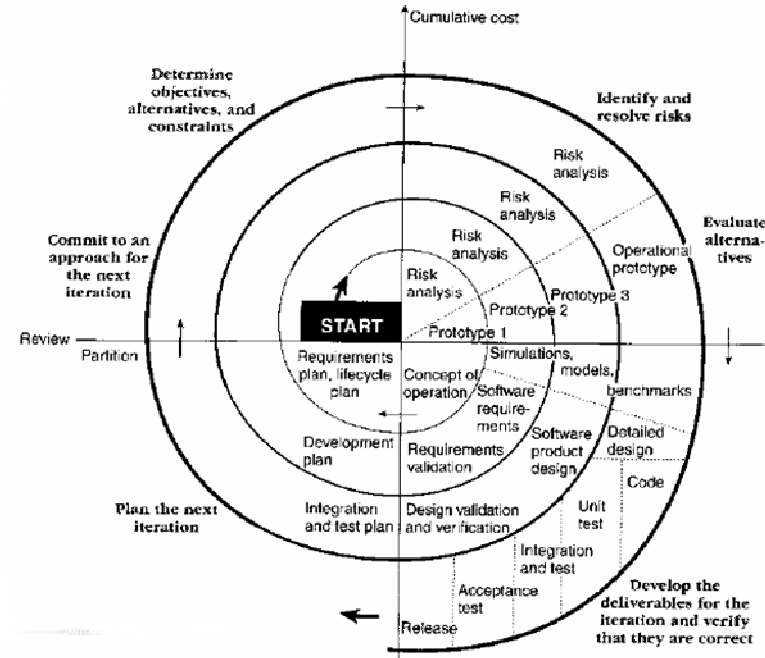 Cumulative cost
Determine
objectives,
alternatives, and
constraints
Identify and
resolve risks
Risk
analysis
Risk
analysis
Risk
analysis
Risk
analysis
Evaluate
alterna-
tives
Commit to an
approach for
the next
iteration
Operational
prototype
Prototype 3
Prototype 2
Prototype 1
START
Review
Partition
Requirements
plan, lifecycle
plan
Concept of
operation
Simulations,
models,
benchmarks
Software
require-
ments
Development
plan
Requirements
validation
Software
product
design
Detailed
design
Code
Plan the next
iteration
Integration
and test plan
Design validation
and verification
Unit
test
Integration
and test
Acceptance
test
Release
Develop the
deliverables for the
iteration and verify
that they are correct